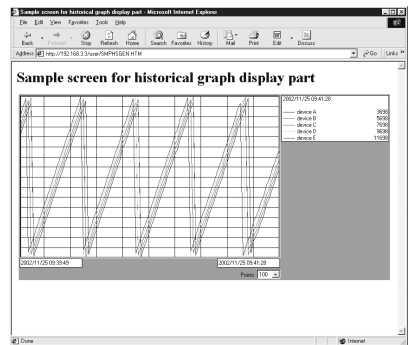 Sample screen for historical graph display part - Microsoft Internet Explorer
File Edit View Favorites Tools Help
Back Forward Stop Refresh Home Search Favorites History Mail Print Edit Discuss
Address http://192.168.3.3/user/SMPHSGEN.HTM Go Links »
Sample screen for historical graph display part
2002/11/25 09:41:28
device A 3698
device B 5698
device C 7698
device D 9698
device E 11698
2002/11/25 09:39:49 2002/11/25 09:41:28
Points 100
Done Internet